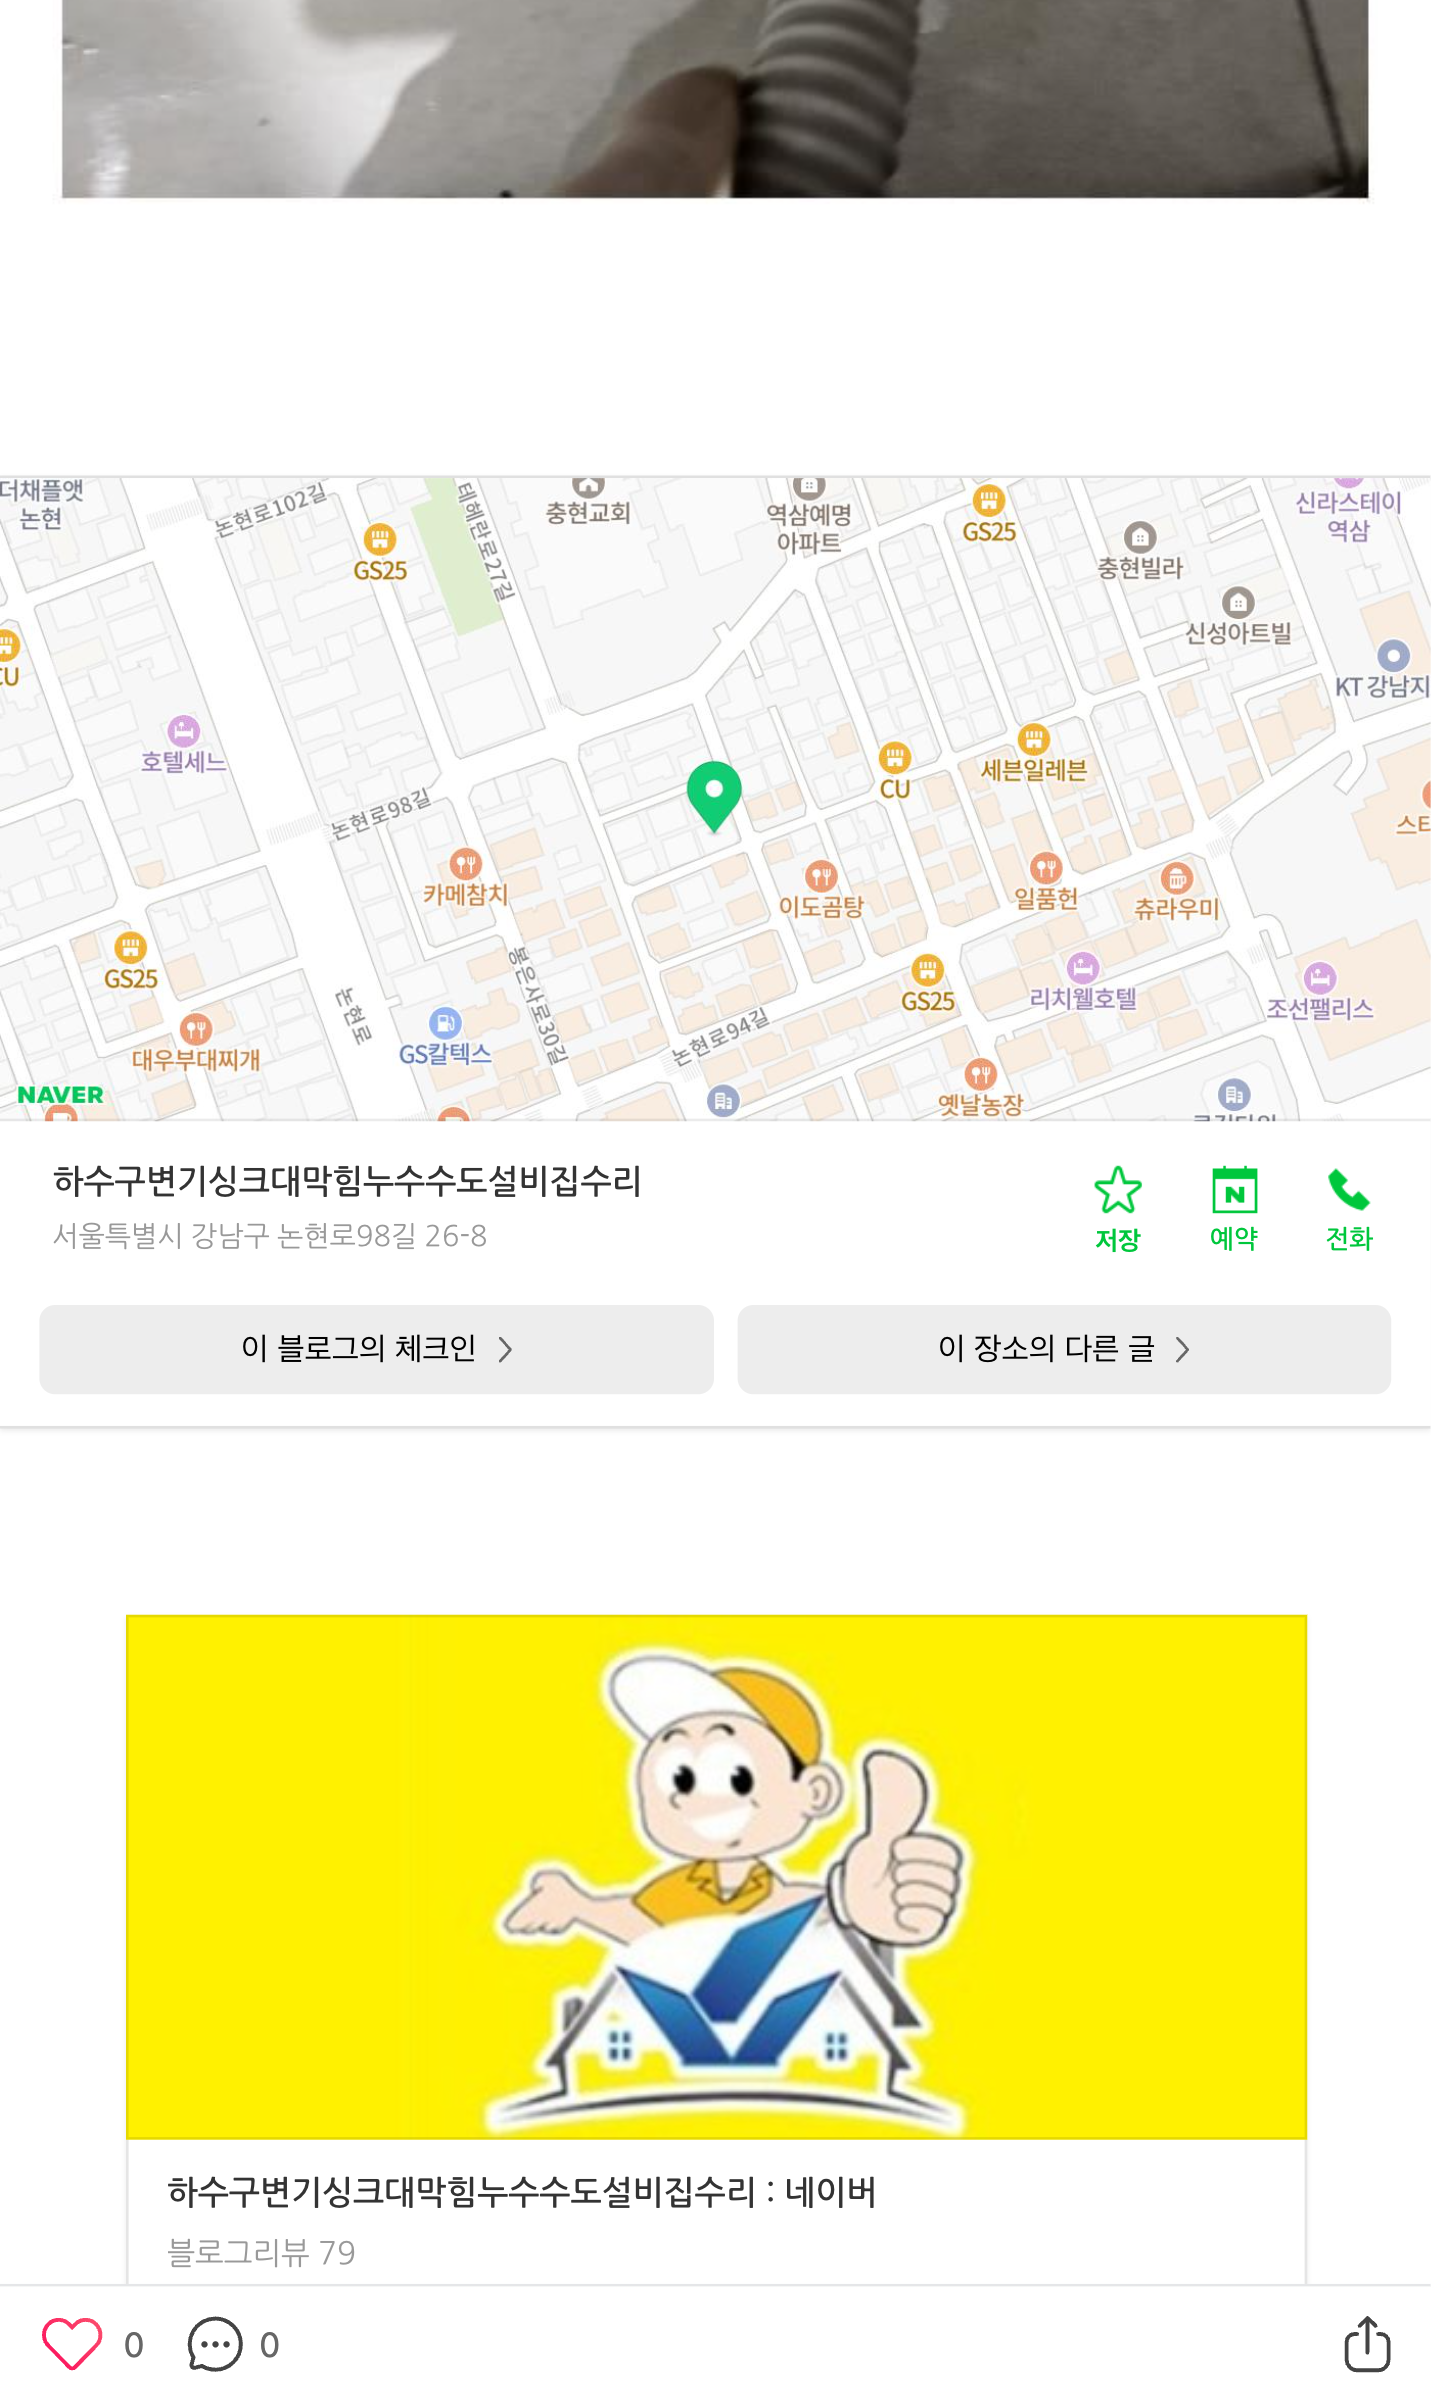 더채플앳
논현
논현로102길
테헤란로27길
충현교회
역삼예명
아파트
GS25
GS25
신라스테이
역삼
충현빌라
신성아트빌
CU
KT 강남지
호텔세느
세븐일레븐
CU
논현로98길
카메참치
이도곰탕
일품헌
츄라우미
GS25
논현로
봉은사로30길
GS25
리치웰호텔
조선팰리스
대우부대찌개
GS칼텍스
논현로94길
옛날농장
NAVER
하수구변기싱크대막힘누수수도설비집수리
서울특별시 강남구 논현로98길 26-8
저장
예약
전화
이 블로그의 체크인
이 장소의 다른 글
하수구변기싱크대막힘누수수도설비집수리 : 네이버
블로그리뷰 79
0
0